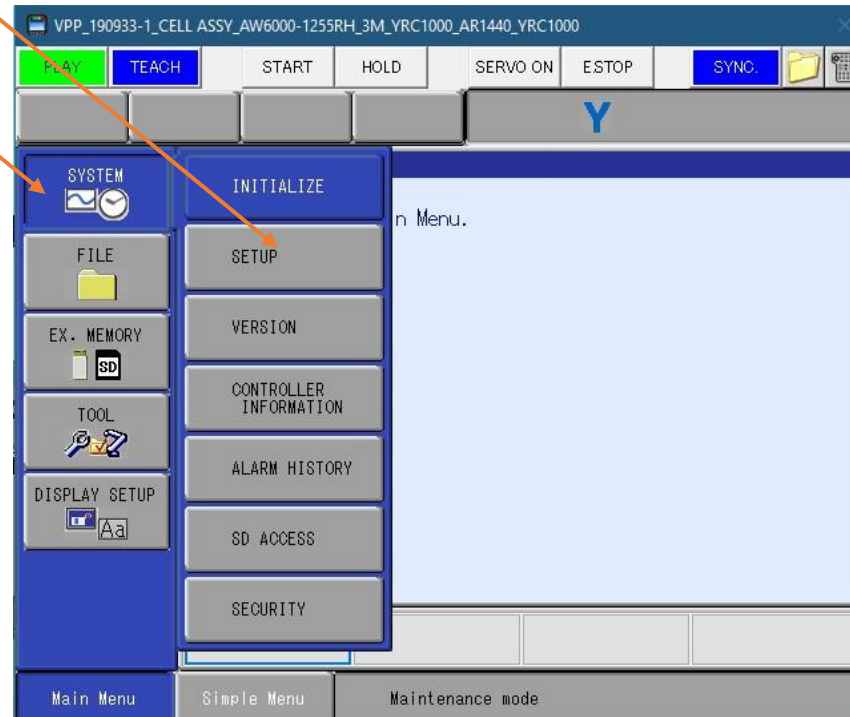 VPP_190933-1_CELL ASSY_AW6000-1255RH_3M_YRC1000_AR1440_YRC1000
PLAY TEACH START HOLD SERVO ON E.STOP SYNC.
Y
SYSTEM
FILE
EX. MEMORY
SD
TOOL
DISPLAY SETUP
Aa
INITIALIZE
SETUP
VERSION
CONTROLLER
INFORMATION
ALARM HISTORY
SD ACCESS
SECURITY
n Menu.
Main Menu Simple Menu Maintenance mode